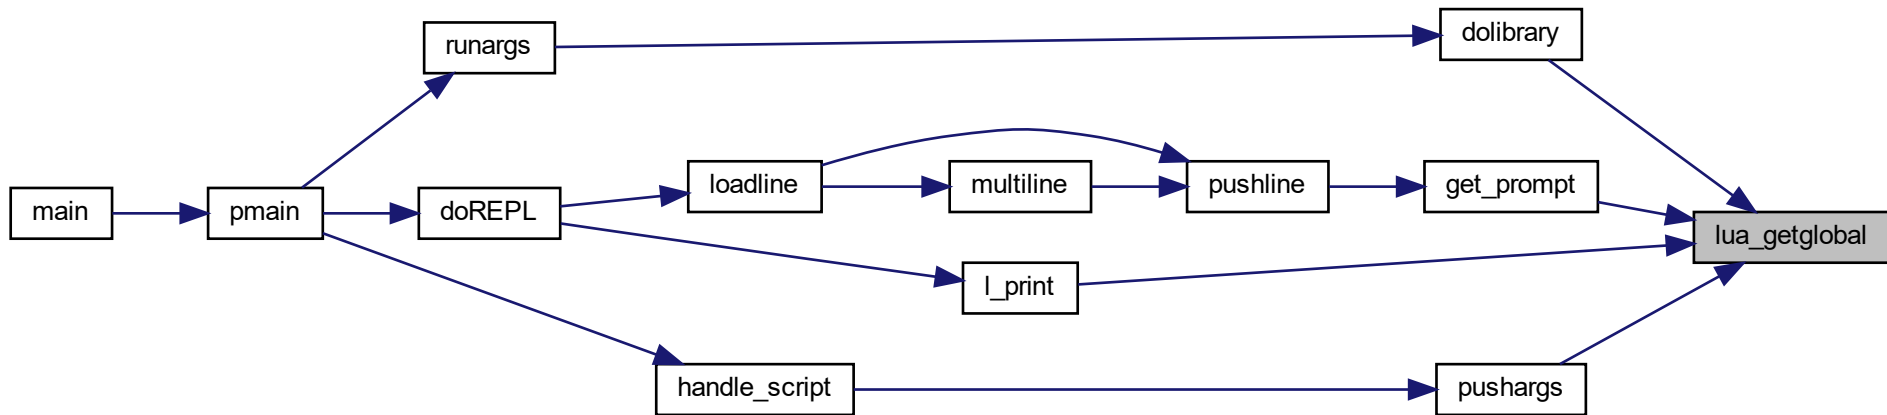 dolibrary
runargs
loadline
multiline
pushline
get_prompt
main
pmain
doREPL
lua_getglobal
l_print
handle_script
pushargs